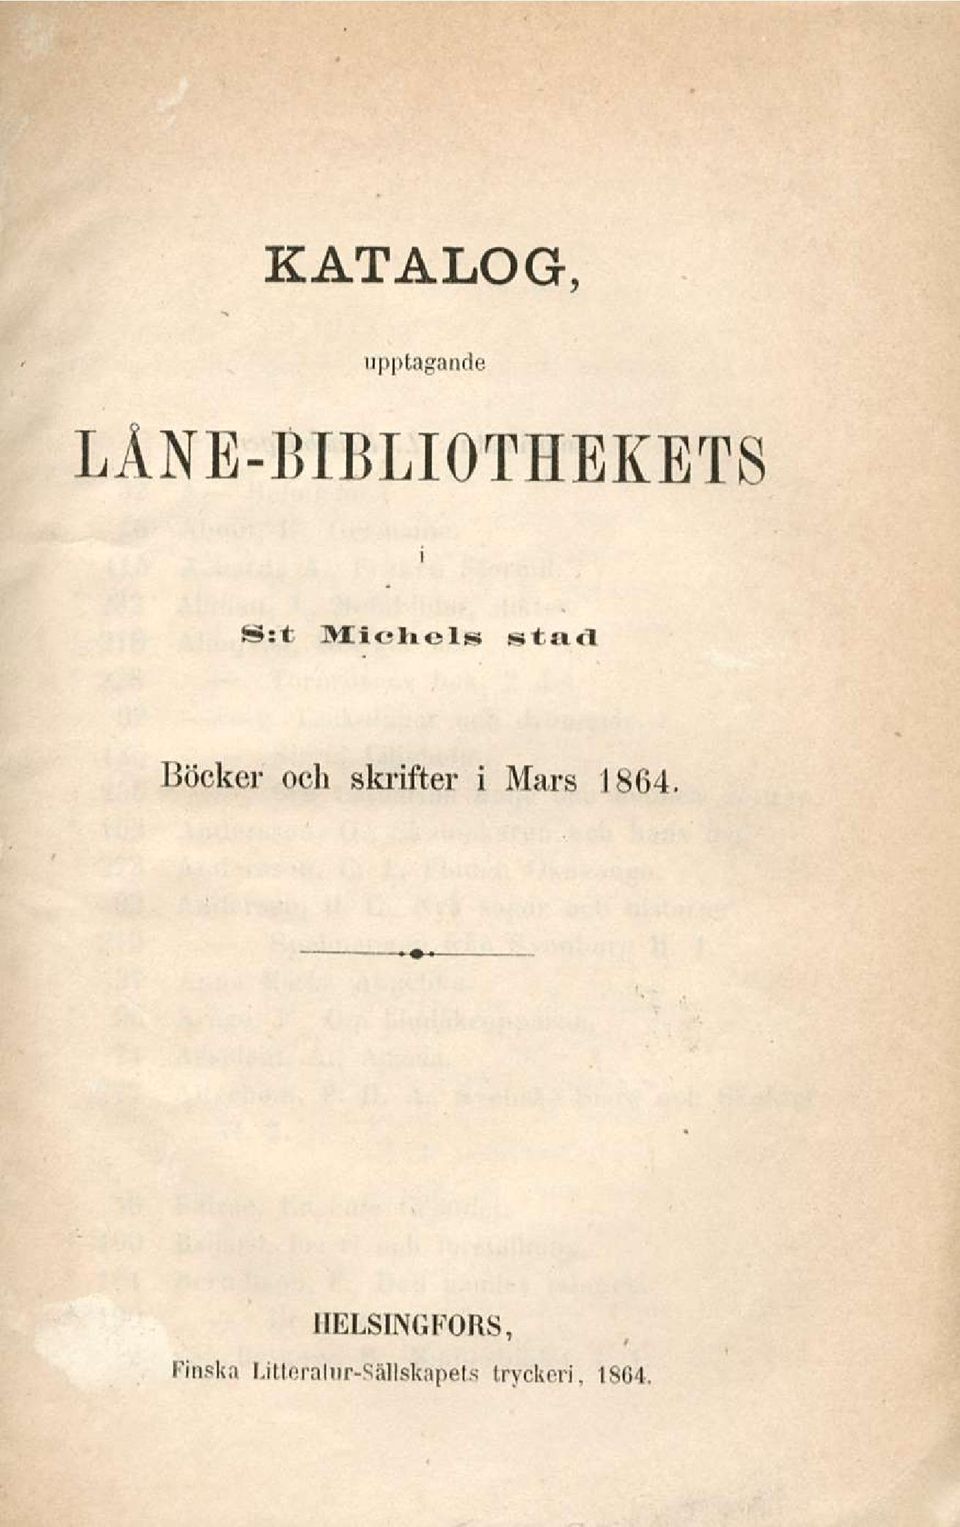 KATALOG,
upptagande
LÅNE-BIBLIOTHEKETS
i
S:t Michels stad
Böcker och skrifter i Mars 1864.
HELSINGFORS,
Finska Litteratur-Sällskapets tryckeri, 1864.